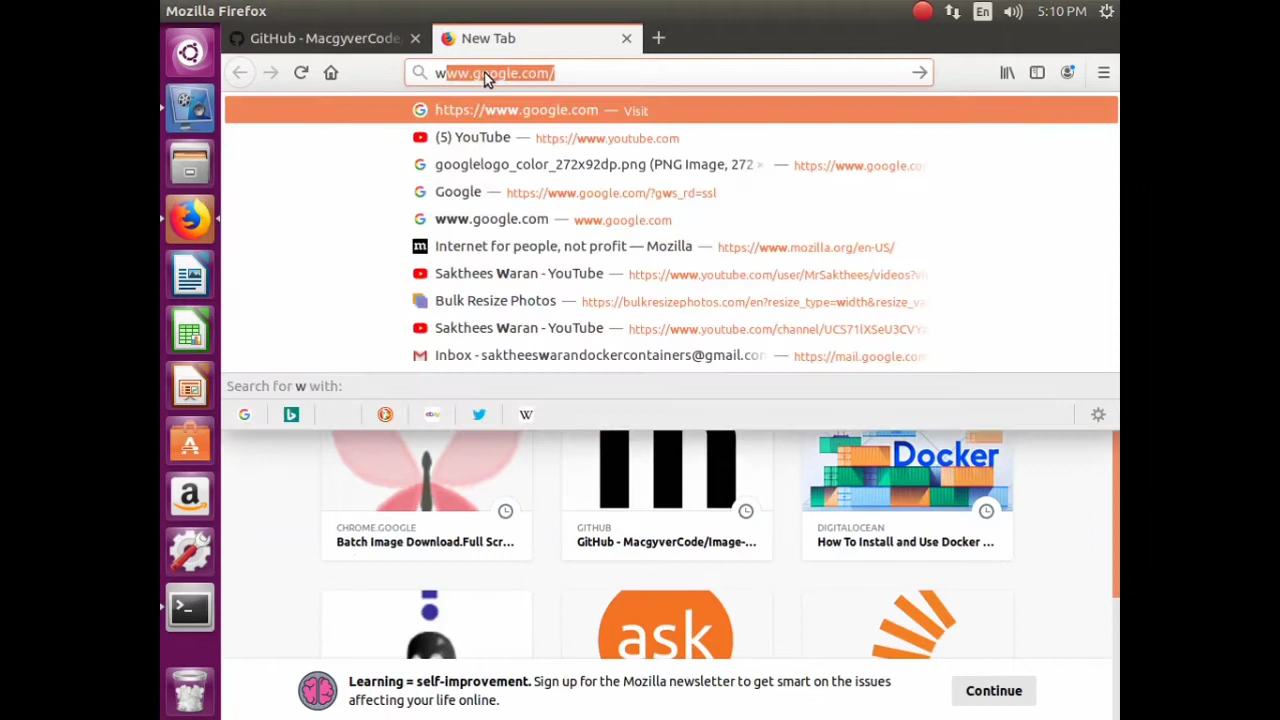 Mozilla Firefox
En
5:10 PM
GitHub - MacgyverCode/
New Tab
www.google.com/
https://www.google.com — Visit
(5) YouTube — https://www.youtube.com
googlelogo_color_272x92dp.png (PNG Image, 272 × — https://www.google.co
Google — https://www.google.com/?gws_rd=ssl
www.google.com — www.google.com
m Internet for people, not profit — Mozilla — https://www.mozilla.org/en-US/
Sakthees Waran - YouTube — https://www.youtube.com/user/MrSakthees/videos?vi
Bulk Resize Photos — https://bulkresizephotos.com/en?resize_type=width&resize_va
Sakthees Waran - YouTube — https://www.youtube.com/channel/UCS71lXSeU3CVYa
Inbox - saktheeswarandockercontainers@gmail.com — https://mail.google.com
Search for w with:
G b ebay W
Docker
CHROME.GOOGLE
Batch Image Download.Full Scr...
GITHUB
GitHub - MacgyverCode/Image-...
DIGITALOCEAN
How To Install and Use Docker ...
ask
Learning = self-improvement. Sign up for the Mozilla newsletter to get smart on the issues
affecting your life online.
Continue